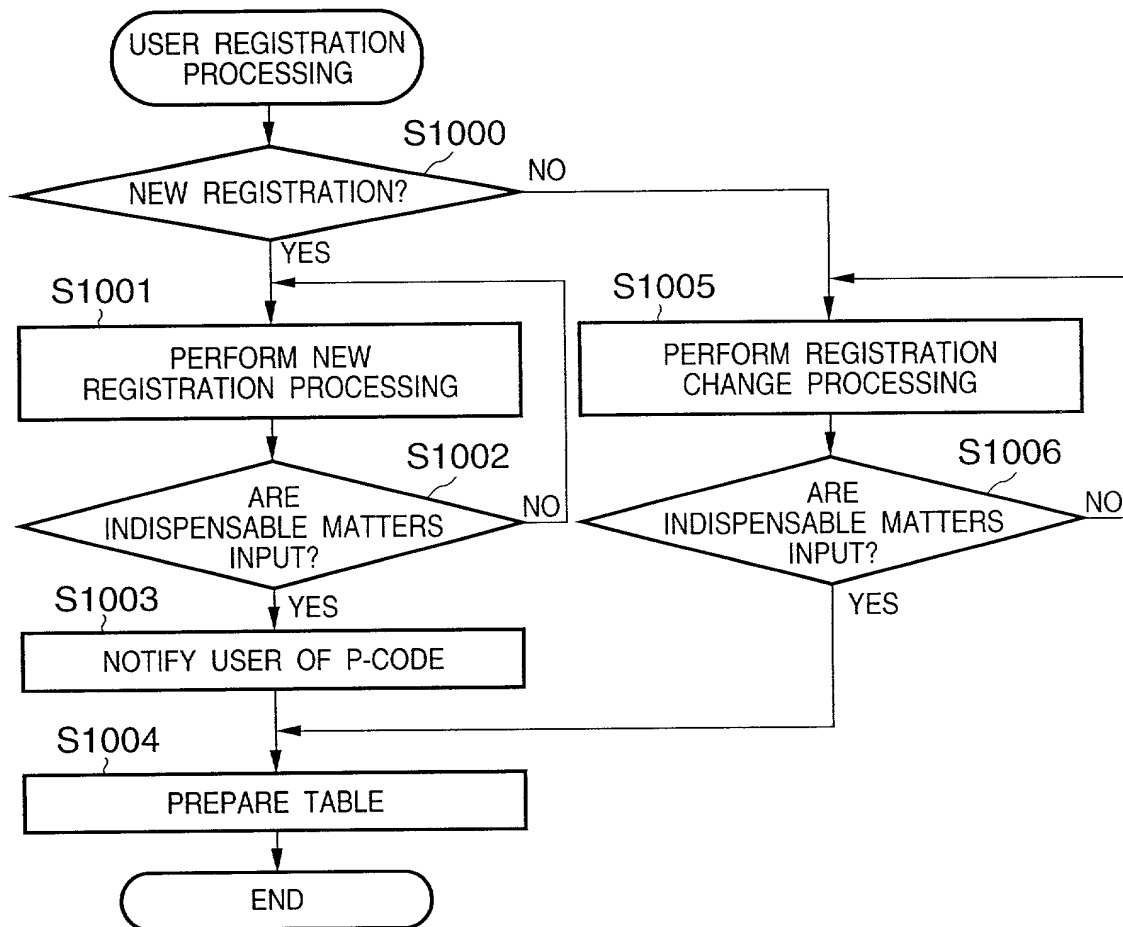 USER REGISTRATION
PROCESSING
S1000
NEW REGISTRATION?
NO
YES
S1001
PERFORM NEW
REGISTRATION PROCESSING
S1002
ARE
INDISPENSABLE MATTERS
INPUT?
NO
YES
S1003
NOTIFY USER OF P-CODE
S1004
PREPARE TABLE
END
S1005
PERFORM REGISTRATION
CHANGE PROCESSING
S1006
ARE
INDISPENSABLE MATTERS
INPUT?
NO
YES